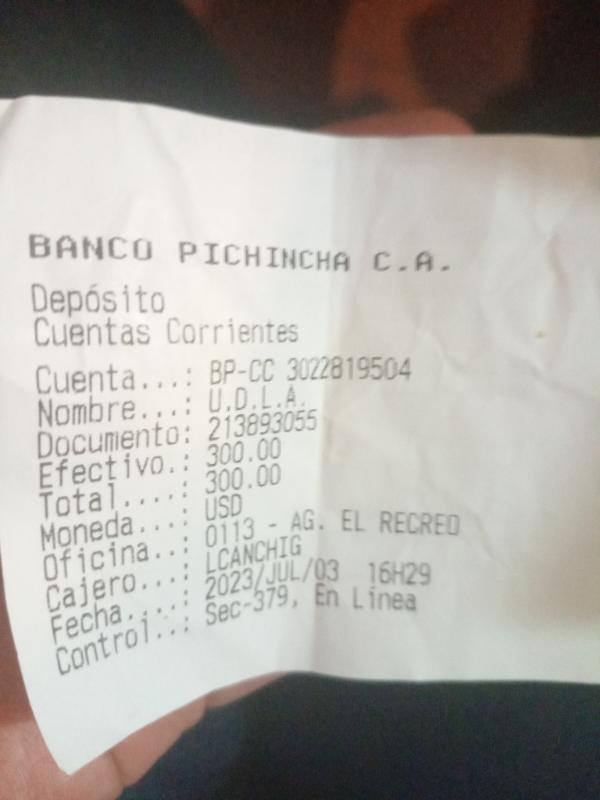 BANCO PICHINCHA C.A.
Depósito
Cuentas Corrientes
Cuenta...: BP-CC 3022819504
Nombre...: U.D.L.A.
Documento: 213893055
Efectivo.: 300.00
Total....: 300.00
Moneda...: USD
Oficina..: 0113 - AG. EL RECREO
Cajero...: LCANCHIG
Fecha....: 2023/JUL/03 16H29
Control..: Sec-379, En Linea